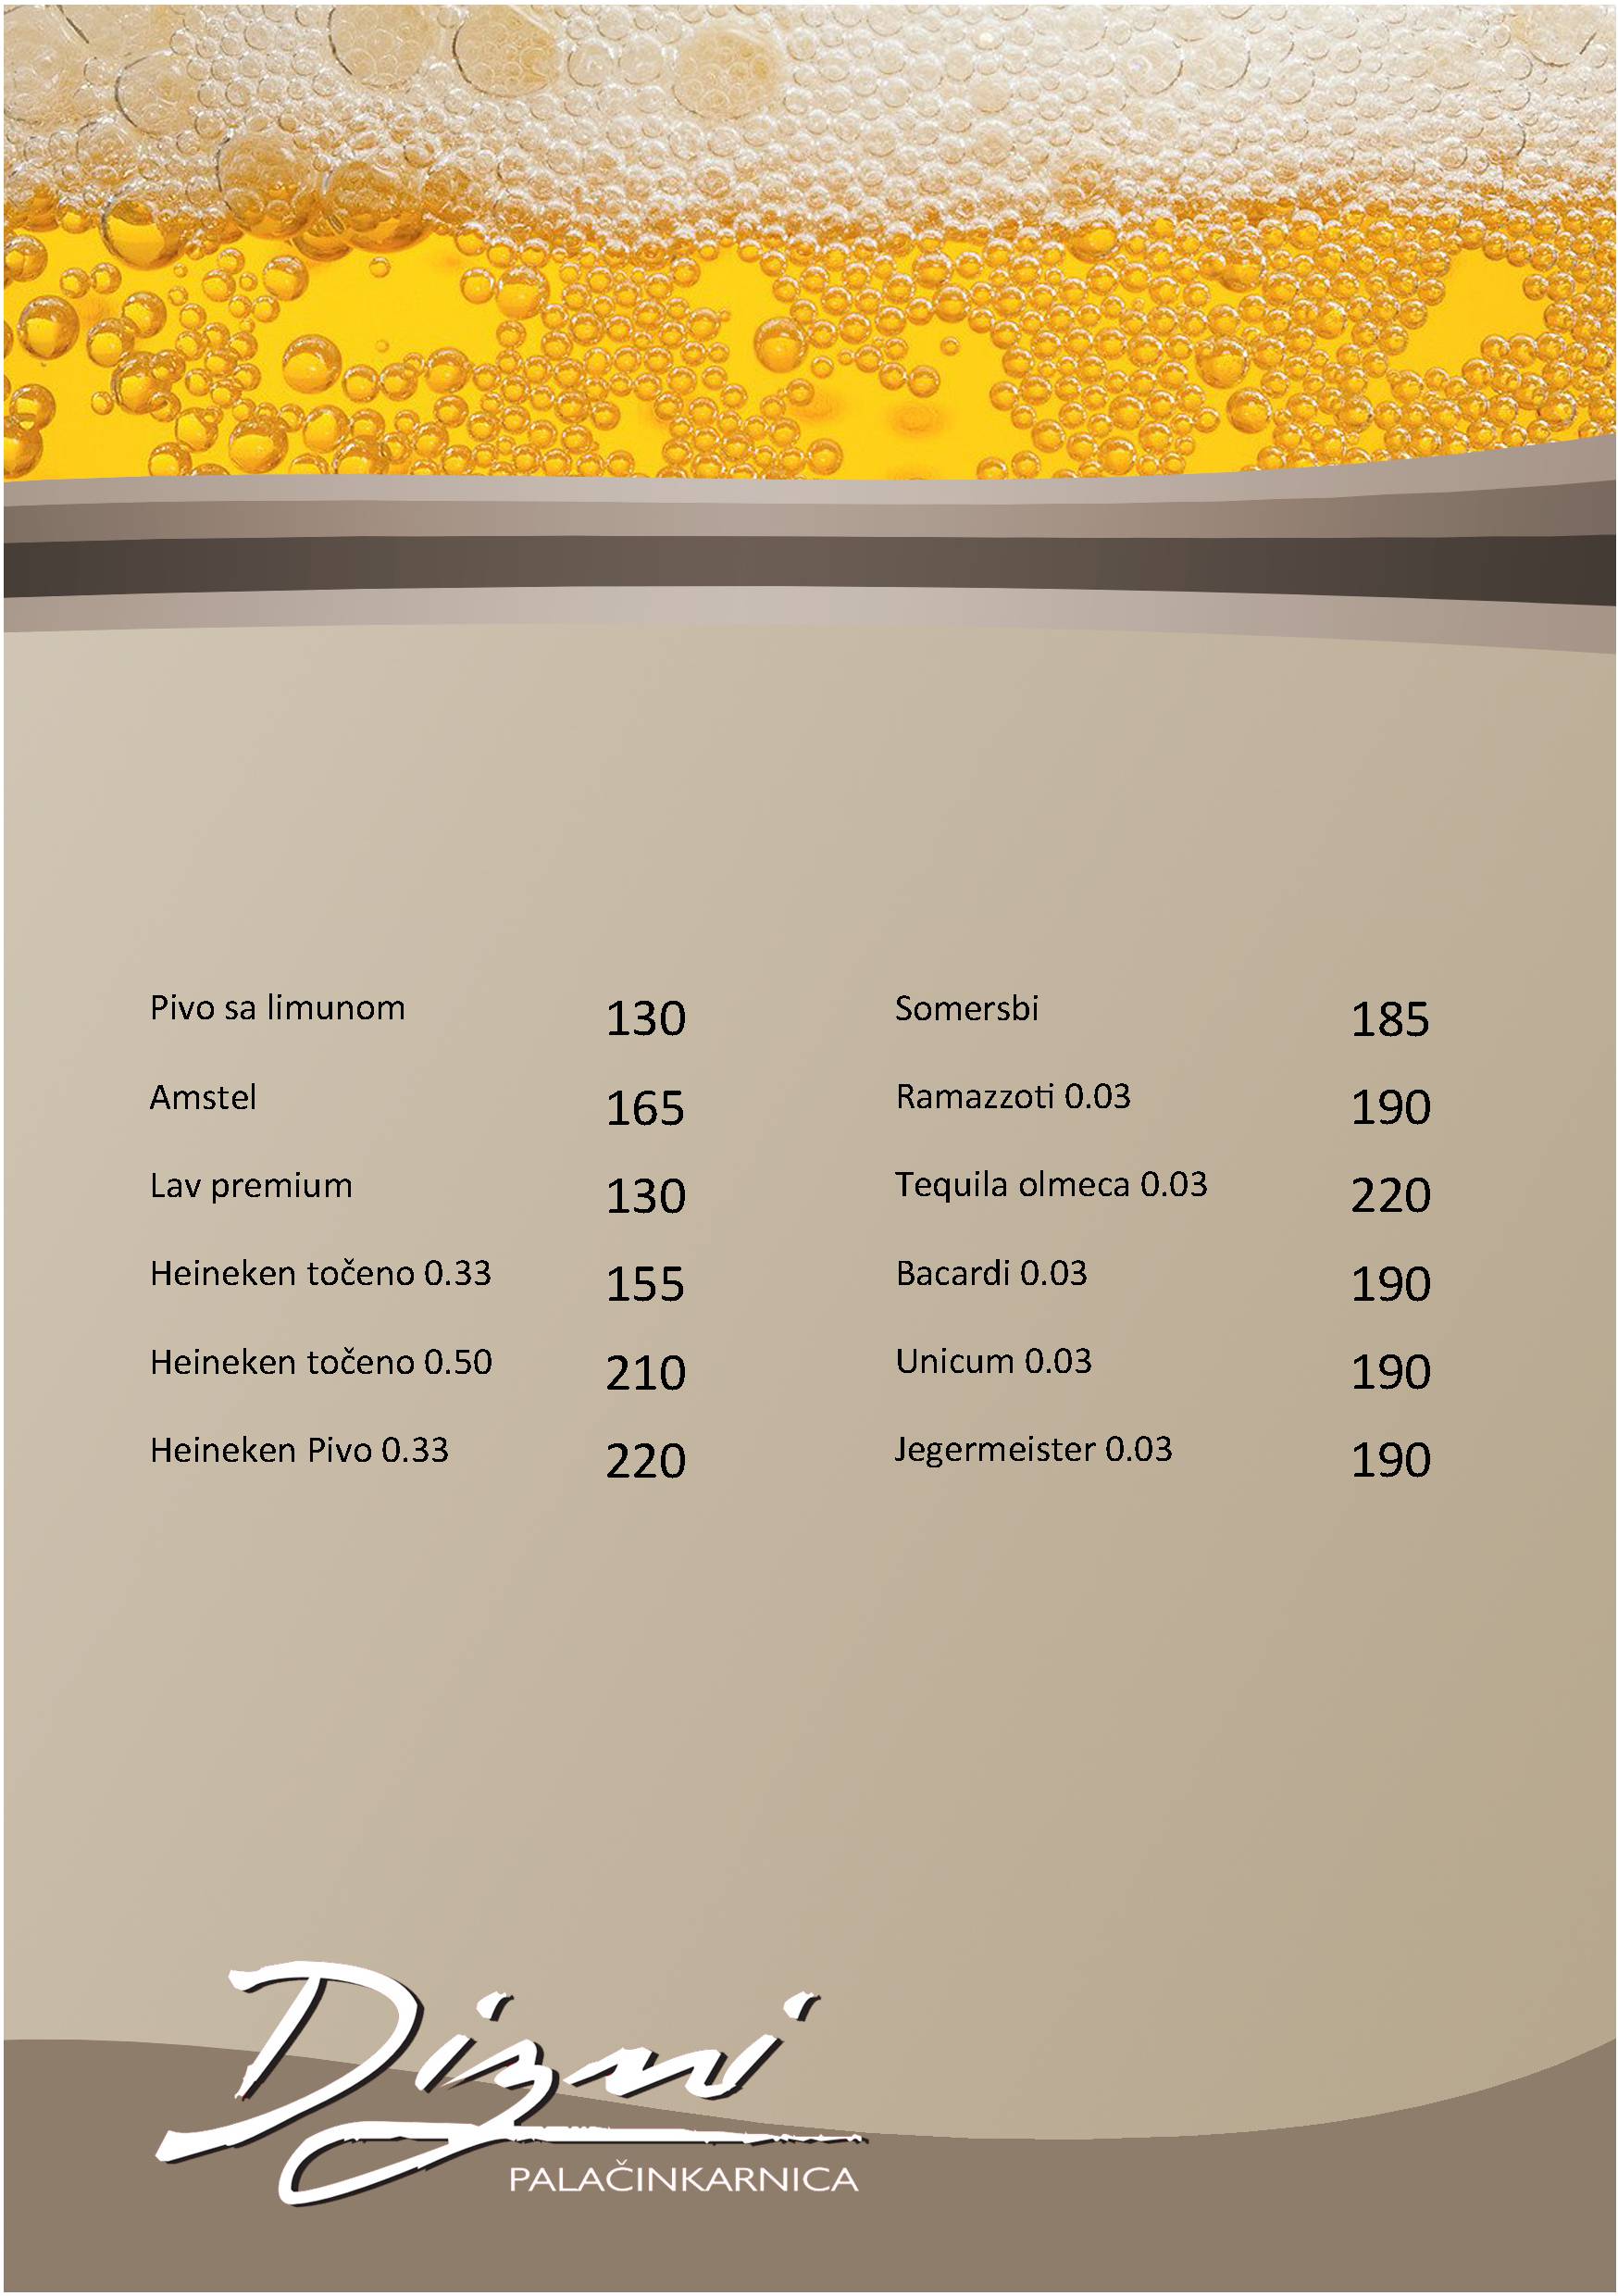 Pivo sa limunom 130
Amstel 165
Lav premium 130
Heineken točeno 0.33 155
Heineken točeno 0.50 210
Heineken Pivo 0.33 220
Somersbi 185
Ramazzoti 0.03 190
Tequila olmeca 0.03 220
Bacardi 0.03 190
Unicum 0.03 190
Jegermeister 0.03 190
Dizni
PALAČINKARNICA